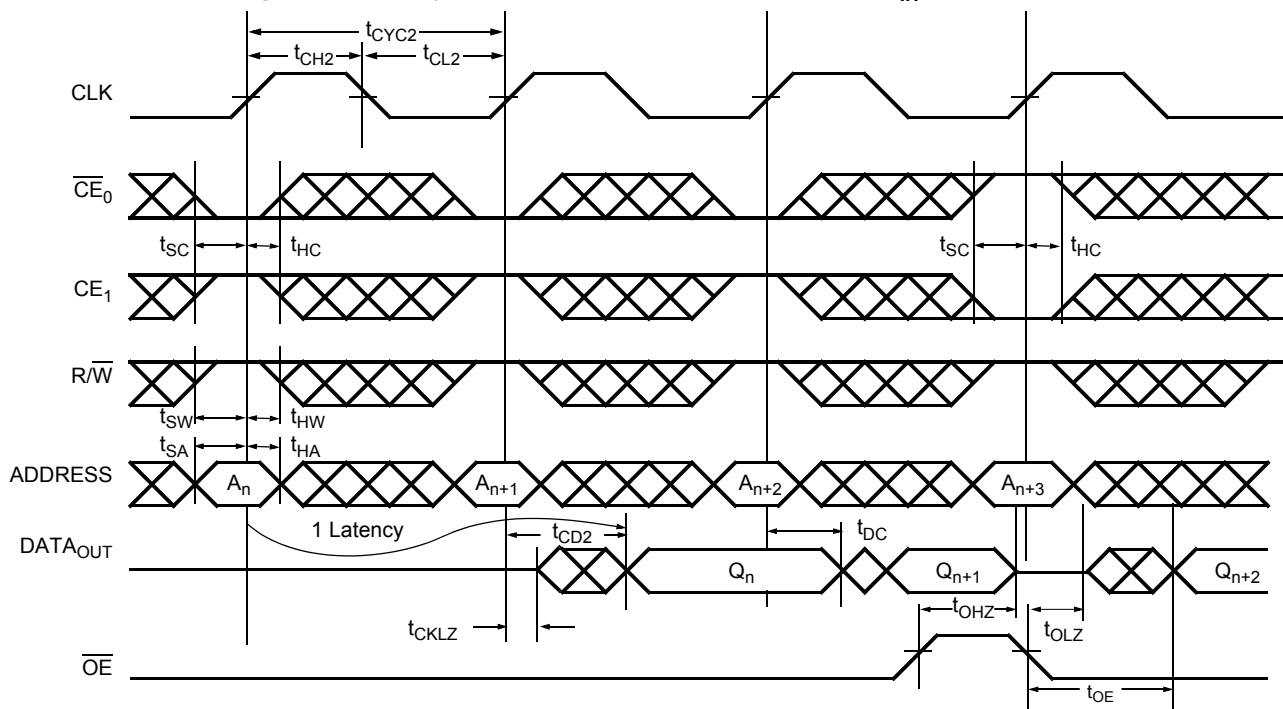 tCYC2
tCH2
tCL2
CLK
CE0
tSC
tHC
tSC
tHC
CE1
R/W
tSW
tHW
tSA
tHA
ADDRESS
An
An+1
An+2
An+3
1 Latency
tCD2
tDC
DATAOUT
Qn
Qn+1
Qn+2
tOHZ
tCKLZ
tOLZ
OE
tOE